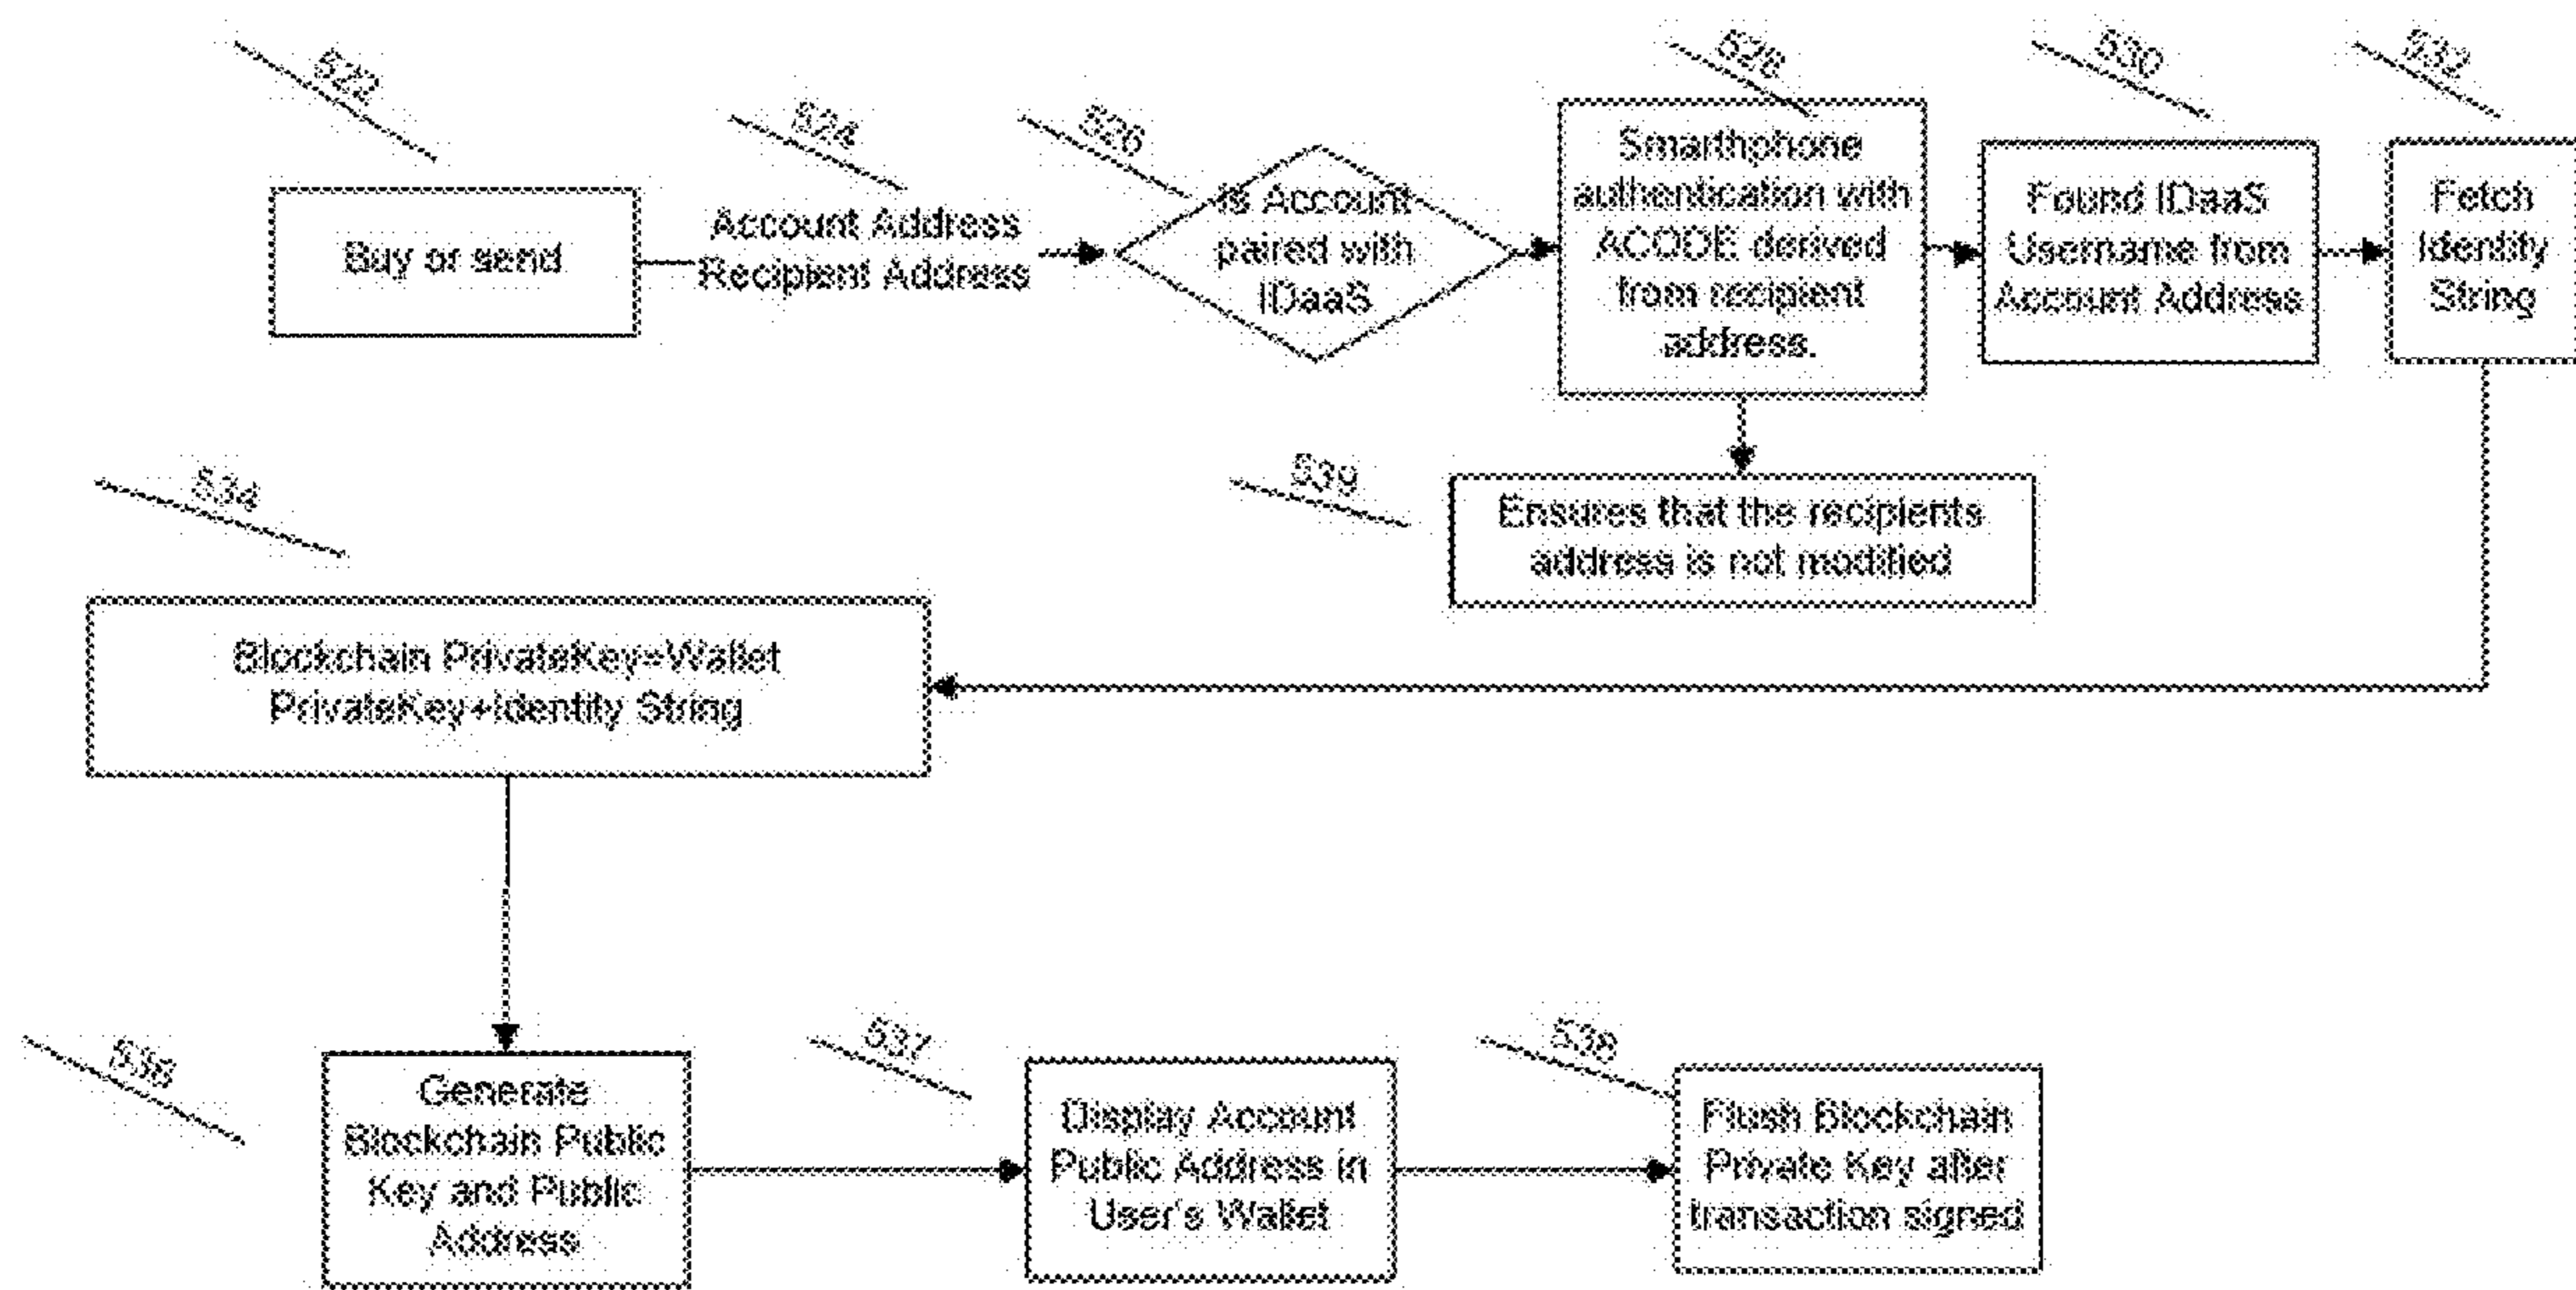 522
Buy or send
524
Account Address
Recipient Address
526
Is Account
paired with
IDaaS
528
Smarthphone
authentication with
ACODE derived
from recipient
address.
530
Found IDaaS
Username from
Account Address
532
Fetch
Identity
String
539
Ensures that the recipients
address is not modified
534
Blockchain PrivateKey=Wallet
PrivateKey+Identity String
536
Generate
Blockchain Public
Key and Public
Address
537
Display Account
Public Address in
User's Wallet
538
Flush Blockchain
Private Key after
transaction signed